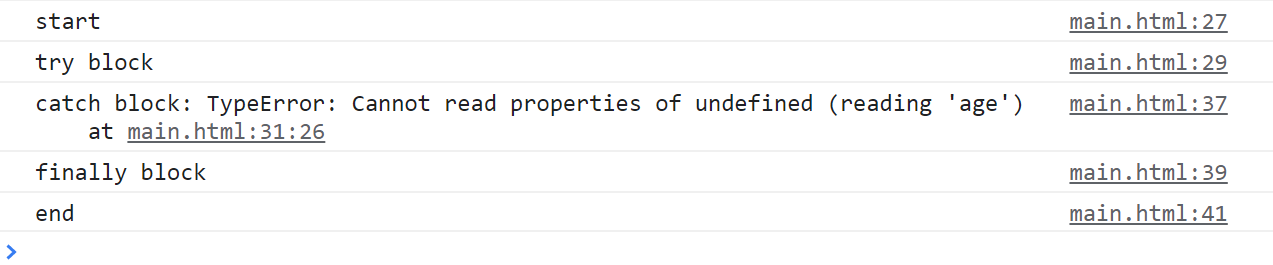 start main.html:27
try block main.html:29
catch block: TypeError: Cannot read properties of undefined (reading 'age') main.html:37
at main.html:31:26
finally block main.html:39
end main.html:41